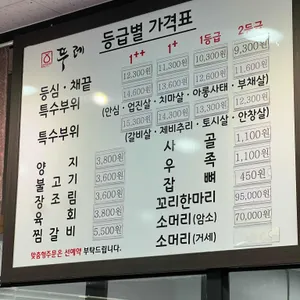 두레 등급별 가격표
1++ 1+ 1등급 2등급
등심·채끝 12,300원 11,300원 10,300원 9,300원
특수부위 14,600원 13,600원 12,600원 11,600원
(안심·업진살·치마살·아롱사태·부채살)
특수부위 15,300원 14,300원 13,300원 12,300원
(갈비살·제비추리·토시살·안창살)
양지 3,800원 사골 1,100원
불고기 3,600원 우족 1,100원
장조림 3,600원 잡뼈 450원
육회 3,800원 꼬리한마리 95,000원
찜갈비 5,500원 소머리(암소) 70,000원
맞춤형주문은 선예약 부탁드립니다. 소머리(거세)